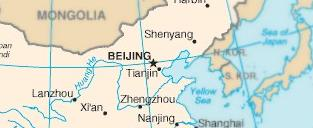 Harbin
MONGOLIA
Shenyang
Sea of
Japan
BEIJING
N. KOR.
Tianjin
Huang He
S. KOR.
Lanzhou
Yellow
Sea
Zhengzhou
Xi'an
Nanjing
Shanghai